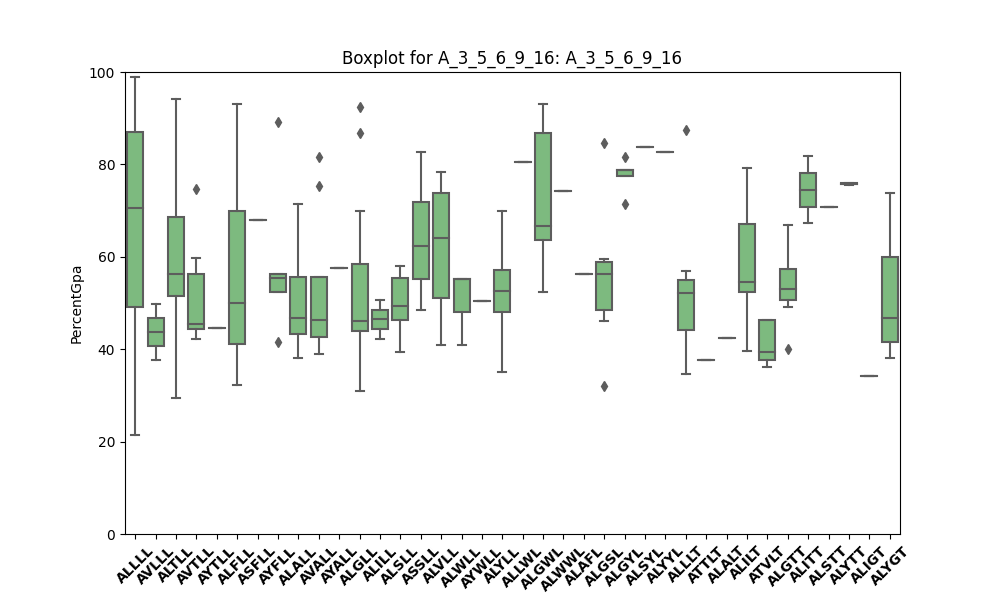 Boxplot for A_3_5_6_9_16: A_3_5_6_9_16
PercentGpa
100
80
60
40
20
0
ALLLL
AVLLL
ALTLL
AVTLL
AYTLL
ALFLL
ASFLL
AYFLL
ALALL
AVALL
AYALL
ALGLL
ALILL
ALSLL
ASSLL
ALVLL
ALWLL
AYWLL
ALYLL
ALLWL
ALGWL
ALWWL
ALAFL
ALGSL
ALGYL
ALSYL
ALYYL
ALLLT
ATTLT
ALALT
ALILT
ATVLT
ALGTT
ALITT
ALSTT
ALYTT
ALIGT
ALYGT